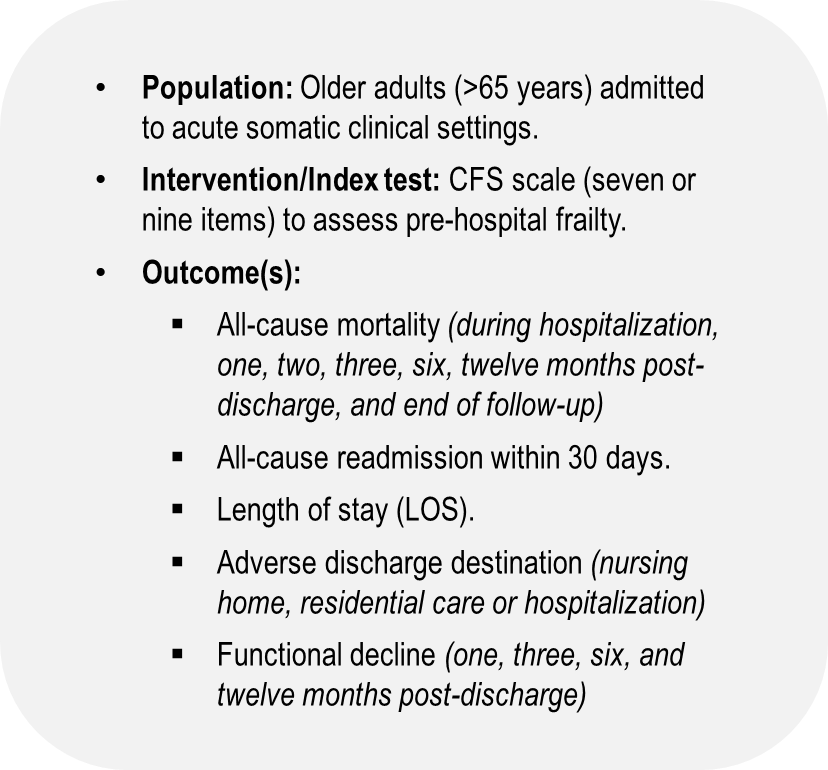 • Population: Older adults (>65 years) admitted
to acute somatic clinical settings.
• Intervention/Index test: CFS scale (seven or
nine items) to assess pre-hospital frailty.
• Outcome(s):
▪ All-cause mortality (during hospitalization,
one, two, three, six, twelve months post-
discharge, and end of follow-up)
▪ All-cause readmission within 30 days.
▪ Length of stay (LOS).
▪ Adverse discharge destination (nursing
home, residential care or hospitalization)
▪ Functional decline (one, three, six, and
twelve months post-discharge)